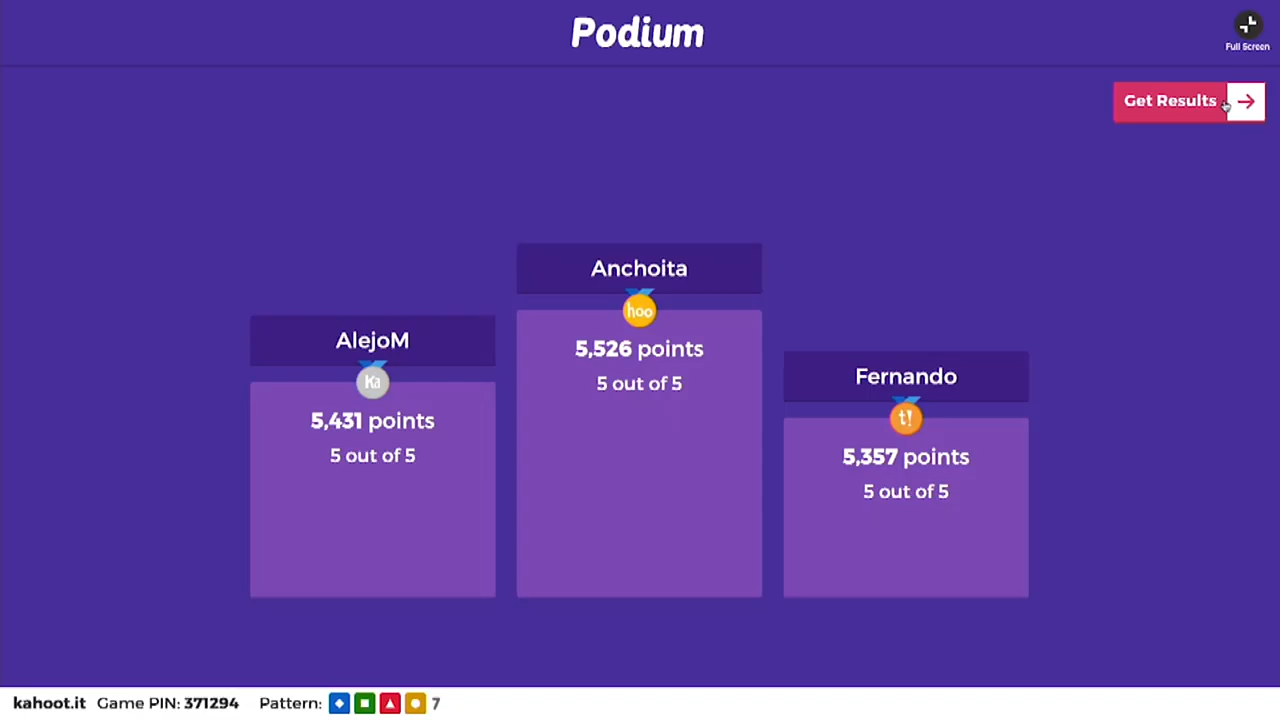 Podium
Full Screen
Get Results
Anchoita
hoo
5,526 points
5 out of 5
AlejoM
Ka
5,431 points
5 out of 5
Fernando
t!
5,357 points
5 out of 5
kahoot.it Game PIN: 371294 Pattern: 7